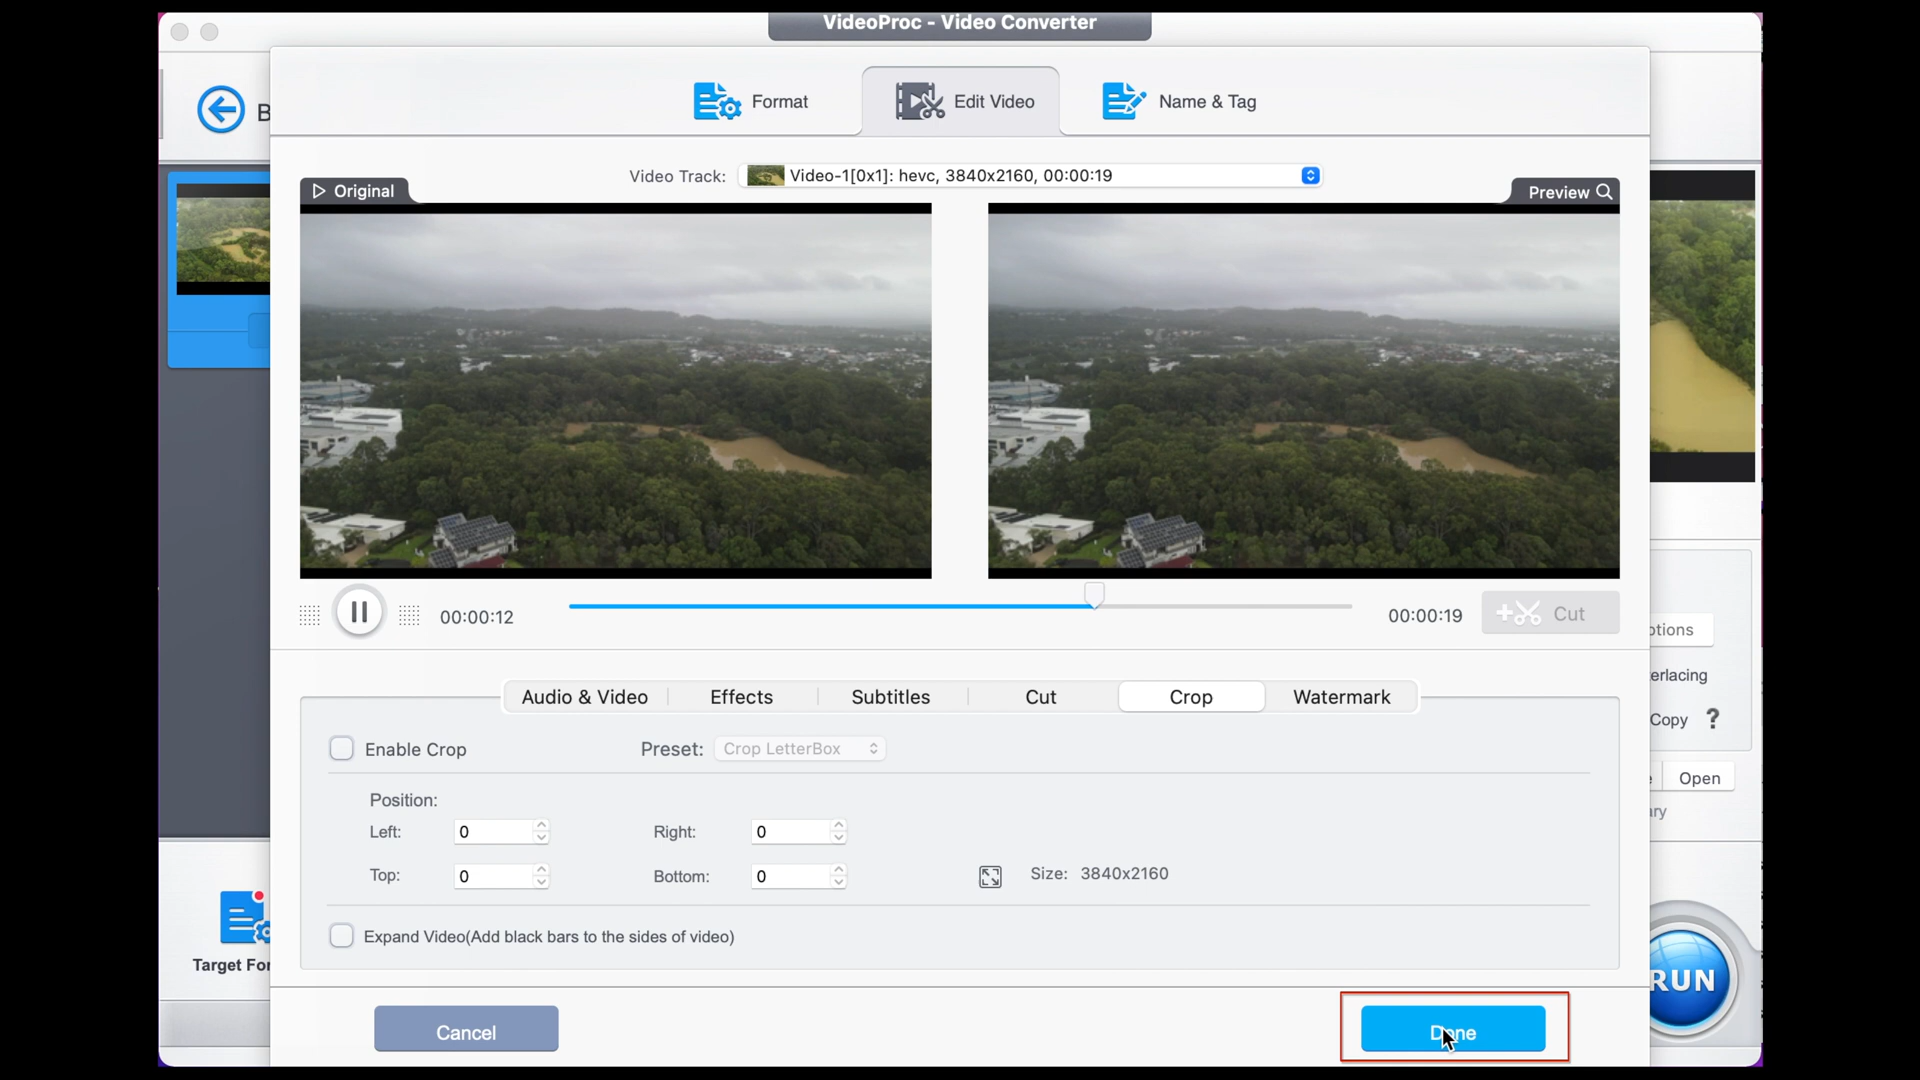 VideoProc - Video Converter
B
Format
Edit Video
Name & Tag
Video Track:
Video-1[0x1]: hevc, 3840x2160, 00:00:19
Original
Preview
00:00:12
00:00:19
Cut
Audio & Video
Effects
Subtitles
Cut
Crop
Watermark
Enable Crop
Preset:
Crop LetterBox
Position:
Left:
0
Right:
0
Top:
0
Bottom:
0
Size: 3840x2160
Expand Video(Add black bars to the sides of video)
Cancel
Done
ptions
erlacing
Copy ?
Open
ary
Target For
RUN